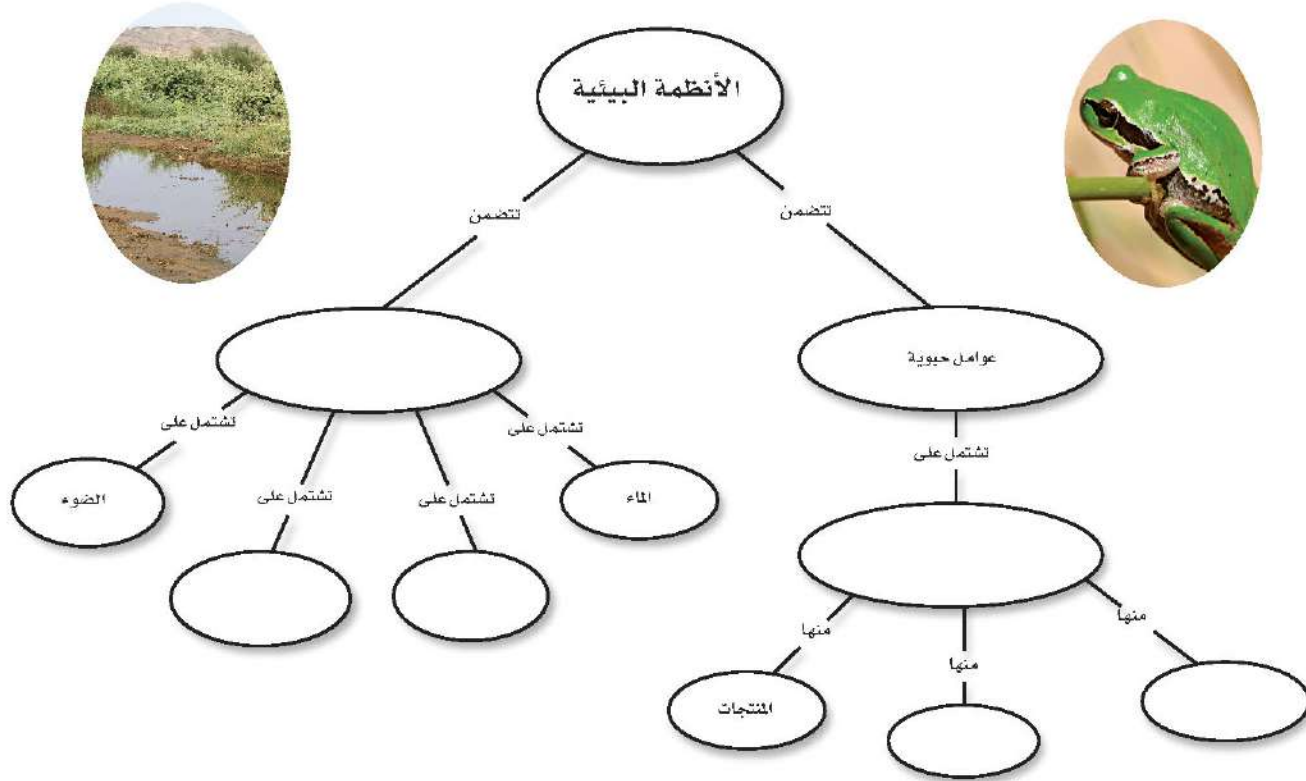 الأنظمة البيئية
تتضمن
تتضمن
عوامل حيوية
تشتمل على
تشتمل على
تشتمل على
تشتمل على
تشتمل على
الماء
الضوء
منها
منها
منها
المنتجات